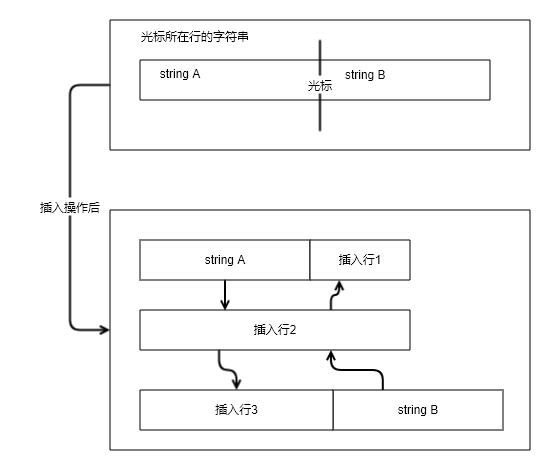 光标所在行的字符串
string A
string B
光标
插入操作后
string A
插入行1
插入行2
插入行3
string B